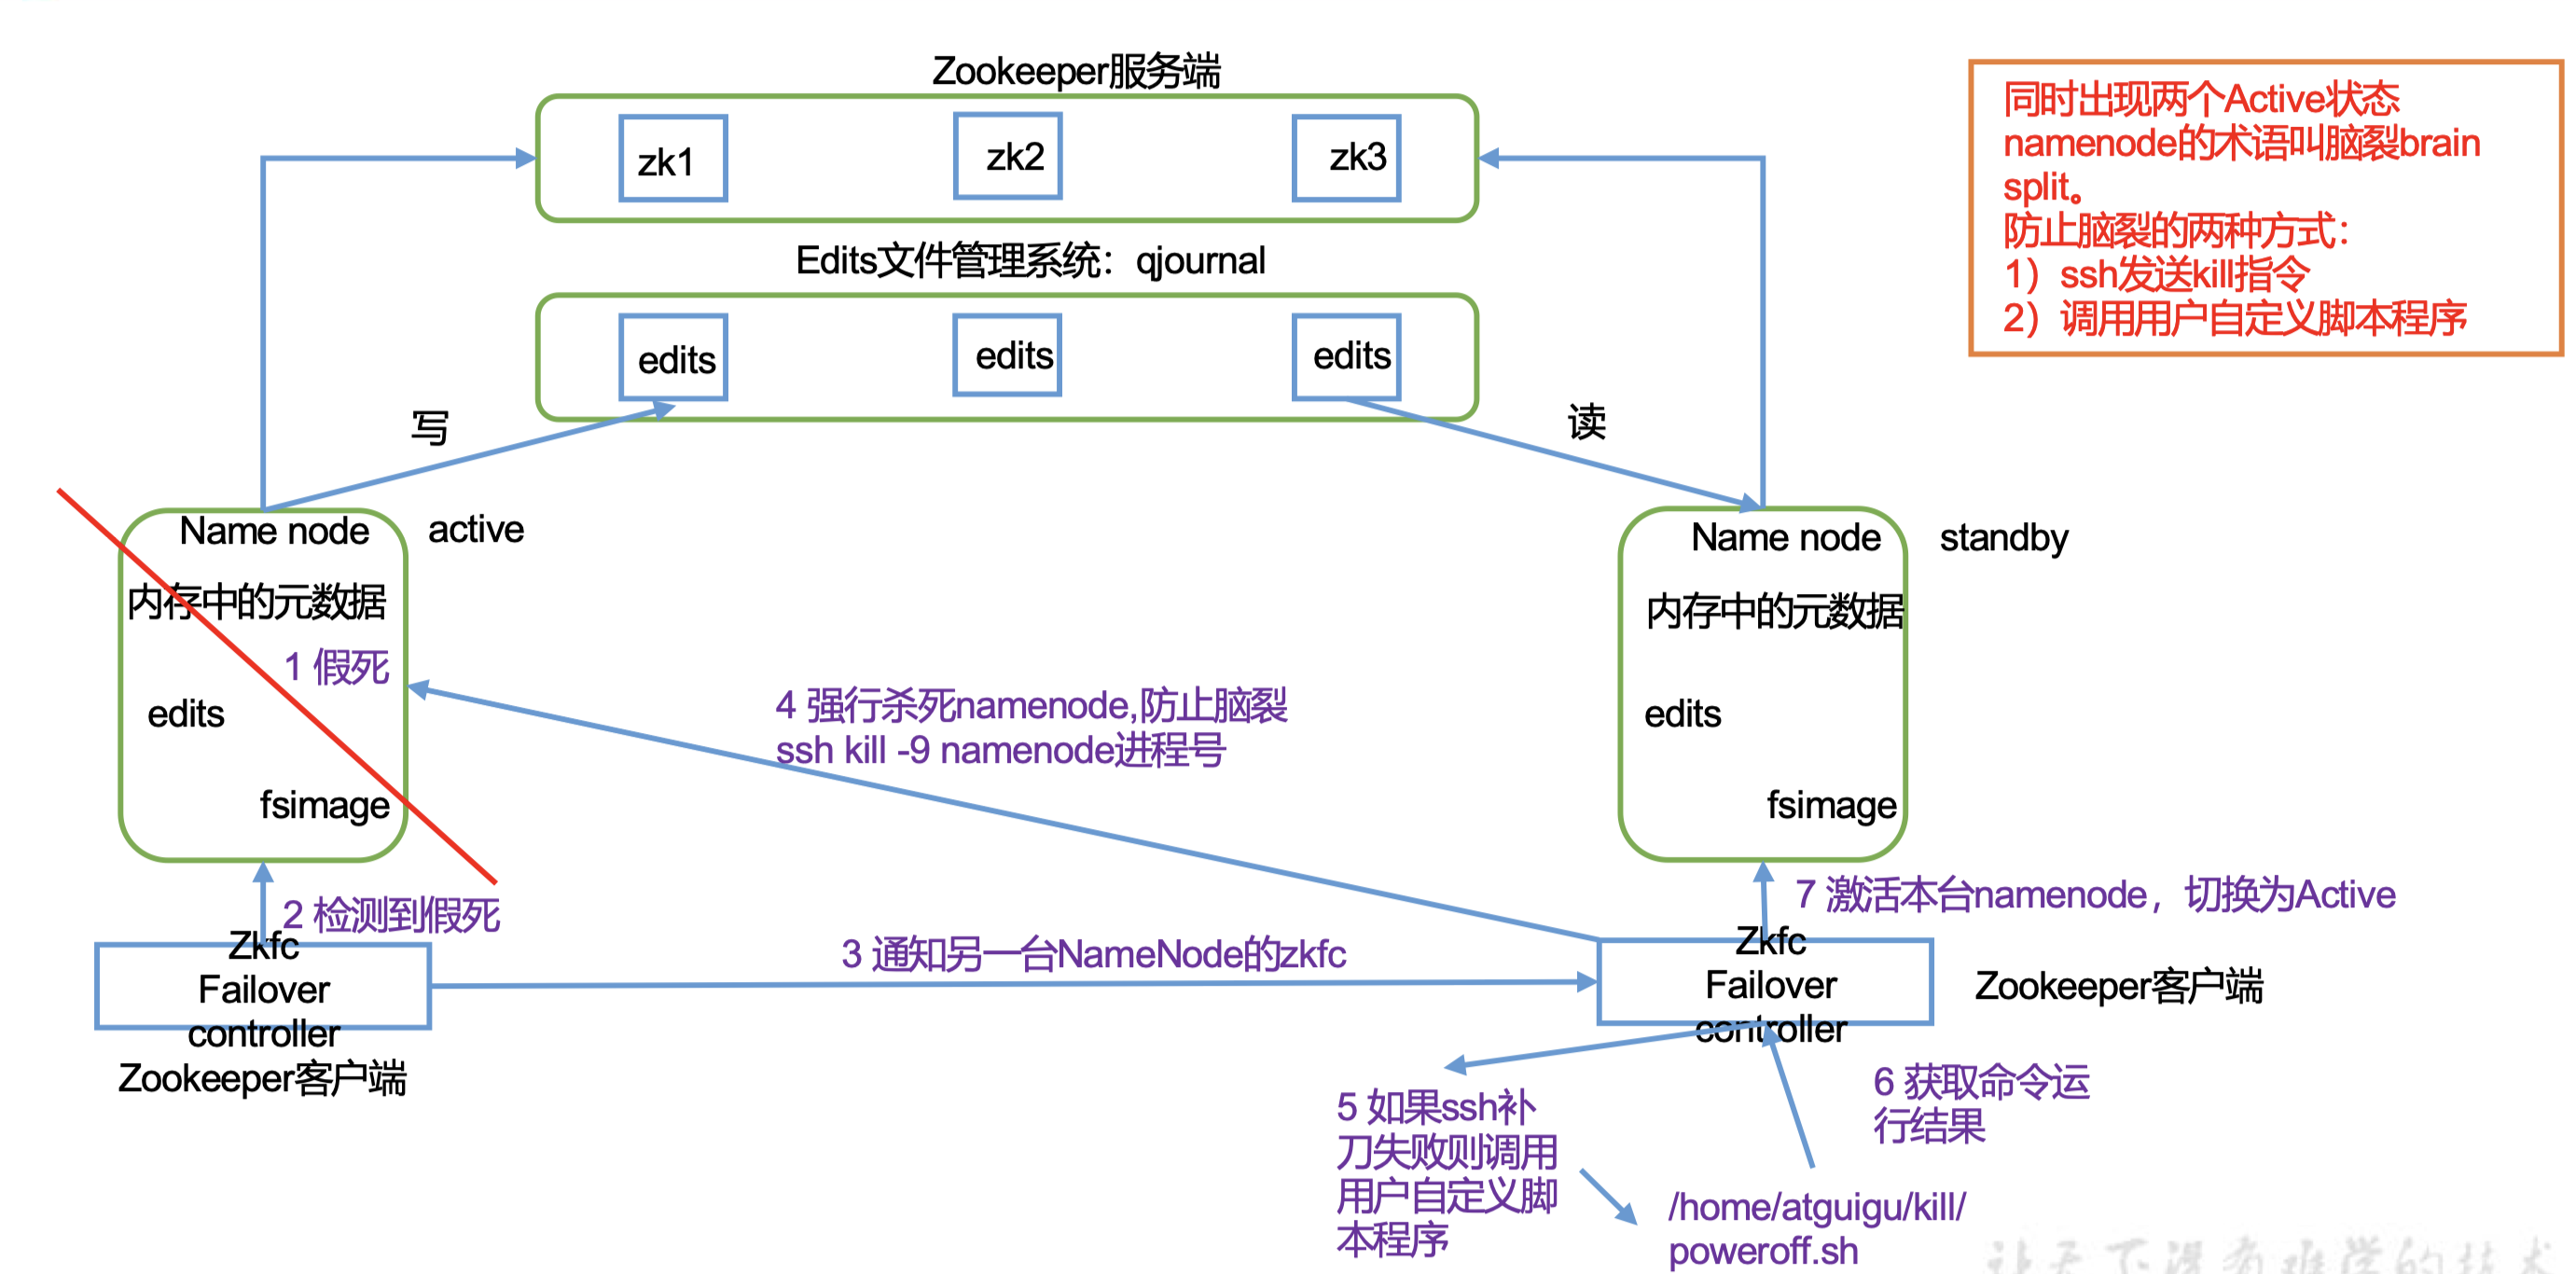 Zookeeper服务端
zk1
zk2
zk3
同时出现两个Active状态
namenode的术语叫脑裂brain
split。
防止脑裂的两种方式：
1）ssh发送kill指令
2）调用用户自定义脚本程序
Edits文件管理系统：qjournal
edits
edits
edits
写
读
Name node
active
内存中的元数据
1 假死
edits
fsimage
Name node
standby
内存中的元数据
edits
fsimage
4 强行杀死namenode,防止脑裂
ssh kill -9 namenode进程号
2 检测到假死
Zkfc
Failover
controller
Zookeeper客户端
3 通知另一台NameNode的zkfc
7 激活本台namenode，切换为Active
Zkfc
Failover
controller
Zookeeper客户端
5 如果ssh补
刀失败则调用
用户自定义脚
本程序
6 获取命令运
行结果
/home/atguigu/kill/
poweroff.sh
让天下没有难学的技术